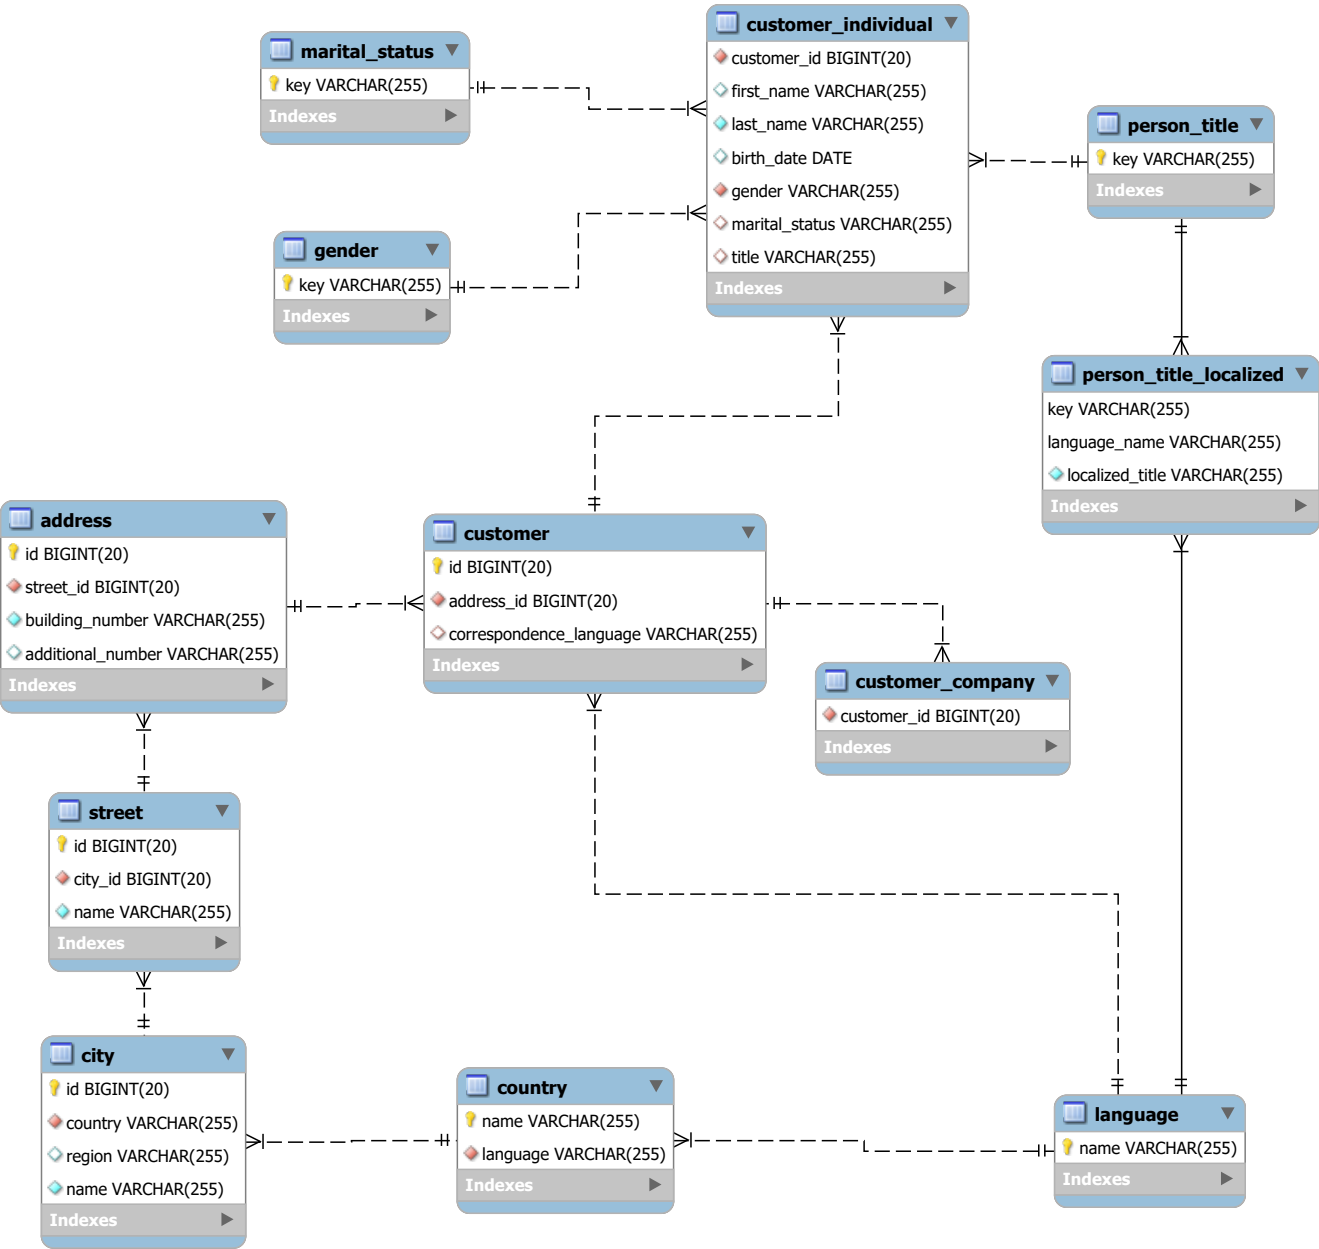 marital_status
key VARCHAR(255)
Indexes
customer_individual
customer_id BIGINT(20)
first_name VARCHAR(255)
last_name VARCHAR(255)
birth_date DATE
gender VARCHAR(255)
marital_status VARCHAR(255)
title VARCHAR(255)
Indexes
person_title
key VARCHAR(255)
Indexes
gender
key VARCHAR(255)
Indexes
person_title_localized
key VARCHAR(255)
language_name VARCHAR(255)
localized_title VARCHAR(255)
Indexes
address
id BIGINT(20)
street_id BIGINT(20)
building_number VARCHAR(255)
additional_number VARCHAR(255)
Indexes
customer
id BIGINT(20)
address_id BIGINT(20)
correspondence_language VARCHAR(255)
Indexes
customer_company
customer_id BIGINT(20)
Indexes
street
id BIGINT(20)
city_id BIGINT(20)
name VARCHAR(255)
Indexes
city
id BIGINT(20)
country VARCHAR(255)
region VARCHAR(255)
name VARCHAR(255)
Indexes
country
name VARCHAR(255)
language VARCHAR(255)
Indexes
language
name VARCHAR(255)
Indexes